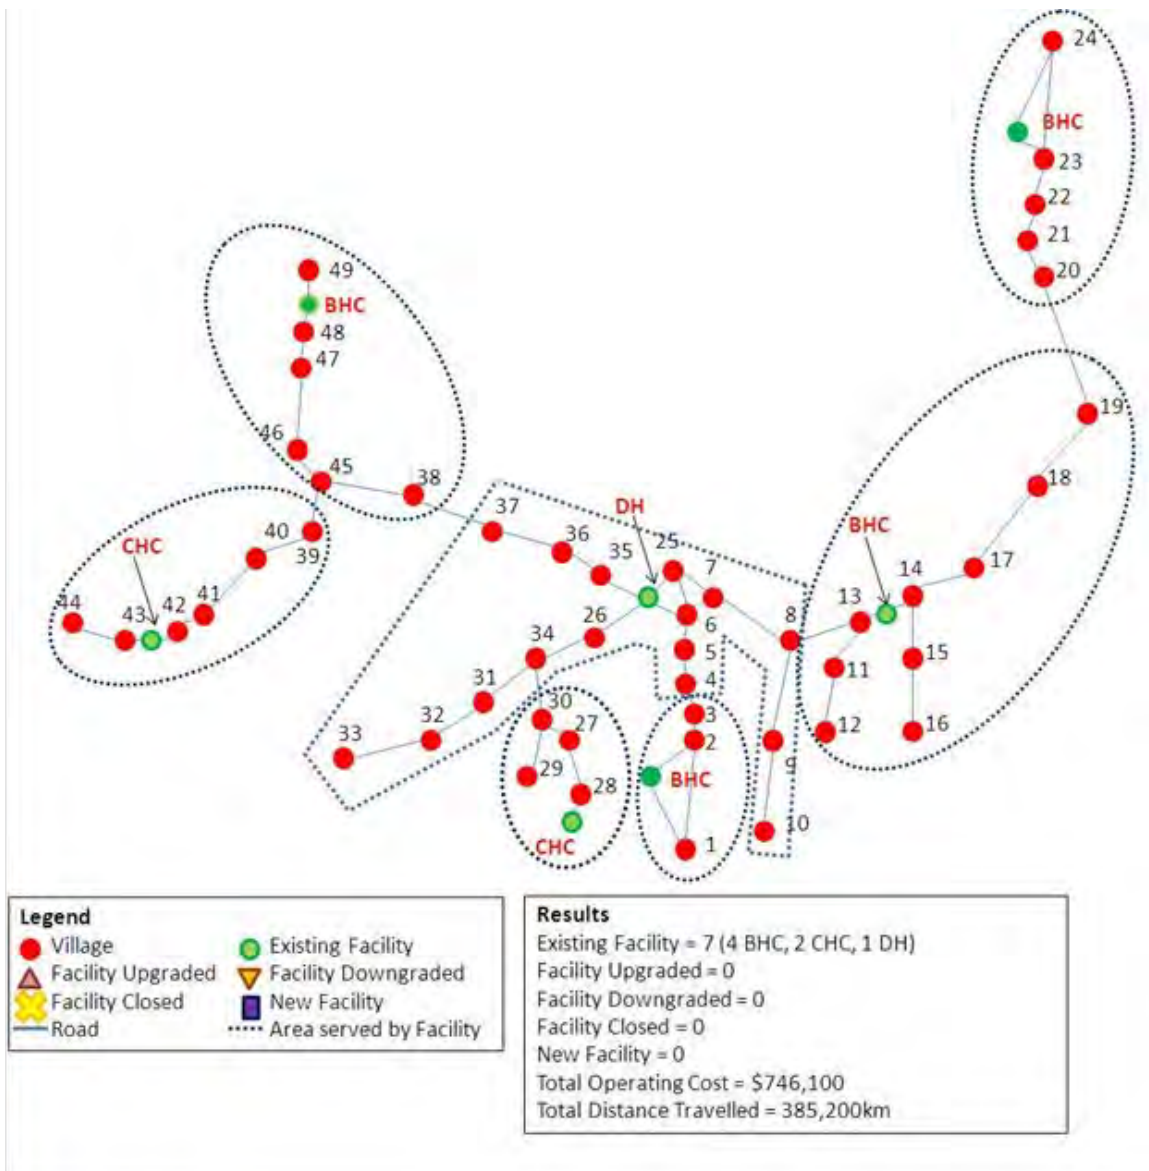 24
BHC
23
22
21
20
49
BHC
48
47
46
45
38
19
18
37
DH
36
25
BHC
35
7
14
17
CHC
40
39
44
43
42
41
13
8
6
26
34
5
15
11
31
4
3
30
27
2
32
12
16
33
29
9
28
BHC
10
CHC
1
Legend
Village
Existing Facility
Facility Upgraded
Facility Downgraded
Facility Closed
New Facility
Road
Area served by Facility
Results
Existing Facility = 7 (4 BHC, 2 CHC, 1 DH)
Facility Upgraded = 0
Facility Downgraded = 0
Facility Closed = 0
New Facility = 0
Total Operating Cost = $746,100
Total Distance Travelled = 385,200km